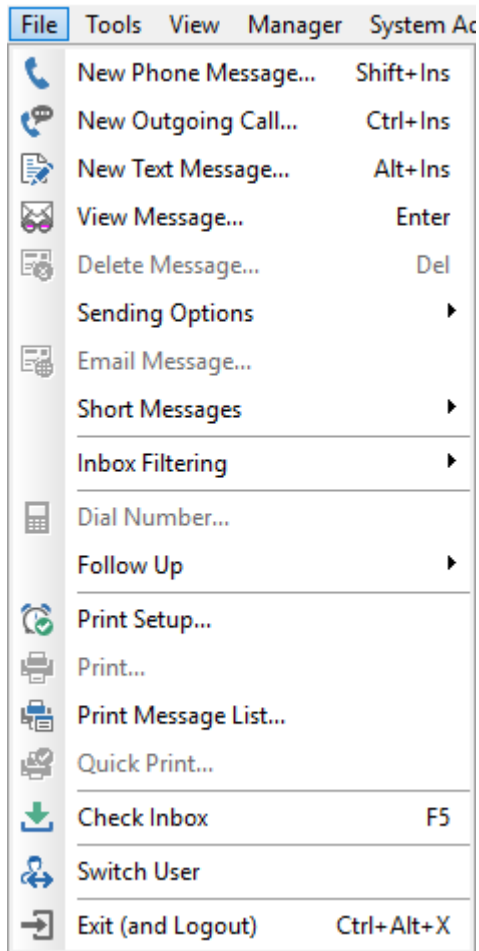 File Tools View Manager System Ac
New Phone Message... Shift+Ins
New Outgoing Call... Ctrl+Ins
New Text Message... Alt+Ins
View Message... Enter
Delete Message... Del
Sending Options
Email Message...
Short Messages
Inbox Filtering
Dial Number...
Follow Up
Print Setup...
Print...
Print Message List...
Quick Print...
Check Inbox F5
Switch User
Exit (and Logout) Ctrl+Alt+X